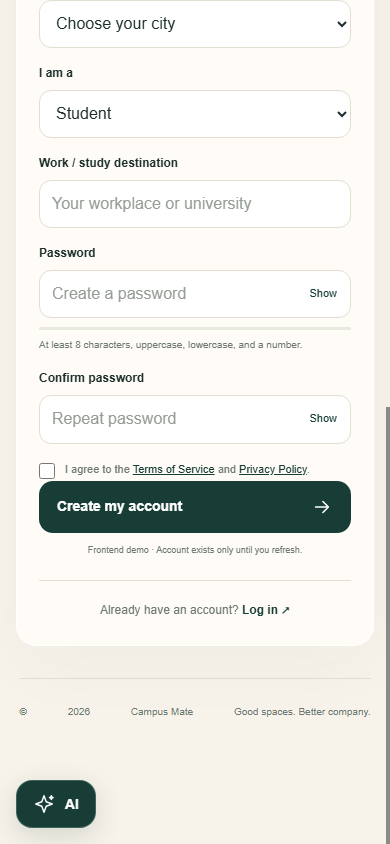 Choose your city
I am a
Student
Work / study destination
Your workplace or university
Password
Create a password Show
At least 8 characters, uppercase, lowercase, and a number.
Confirm password
Repeat password Show
I agree to the Terms of Service and Privacy Policy.
Create my account →
Frontend demo · Account exists only until you refresh.
Already have an account? Log in ↗
© 2026 Campus Mate Good spaces. Better company.
AI